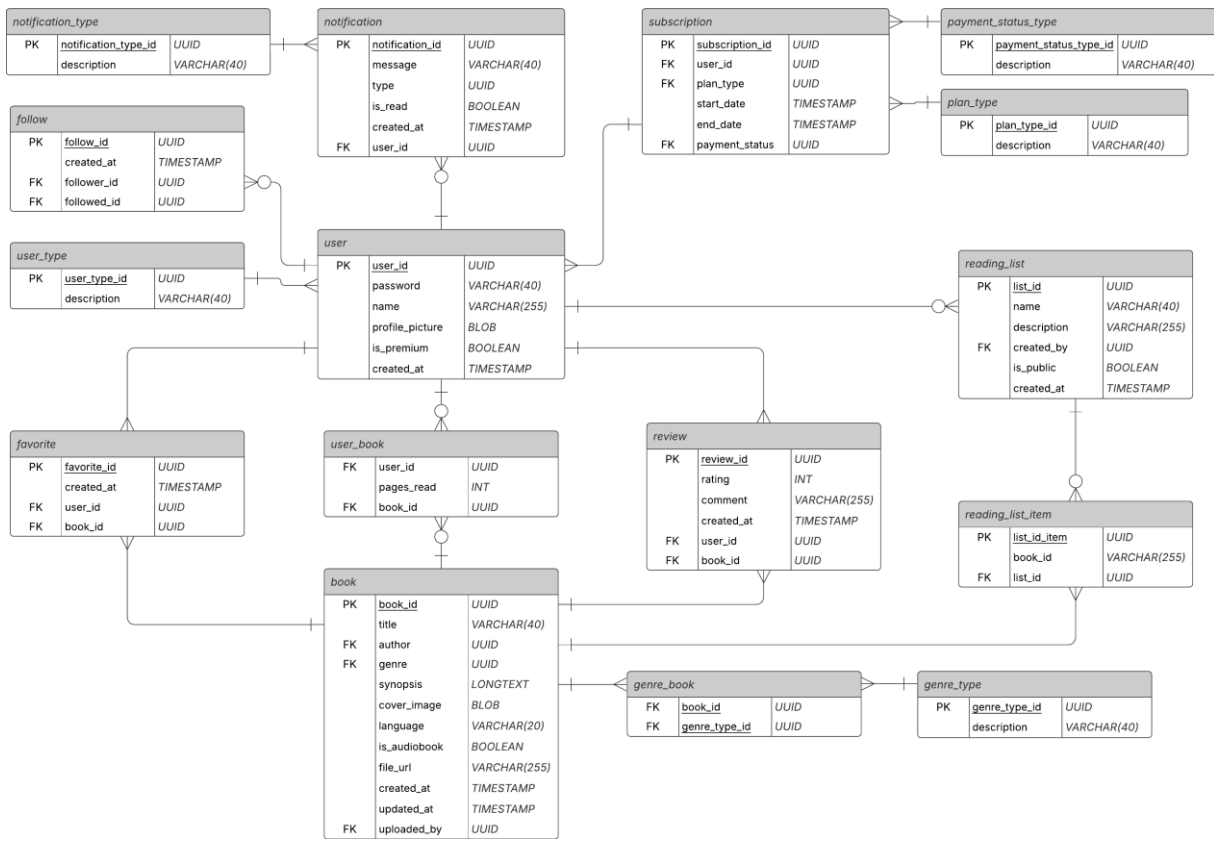 notification_type
PK notification_type_id UUID
description VARCHAR(40)
notification
PK notification_id UUID
message VARCHAR(40)
type UUID
is_read BOOLEAN
created_at TIMESTAMP
FK user_id UUID
subscription
PK subscription_id UUID
FK user_id UUID
FK plan_type UUID
start_date TIMESTAMP
end_date TIMESTAMP
FK payment_status UUID
payment_status_type
PK payment_status_type_id UUID
description VARCHAR(40)
plan_type
PK plan_type_id UUID
description VARCHAR(40)
follow
PK follow_id UUID
created_at TIMESTAMP
FK follower_id UUID
FK followed_id UUID
user_type
PK user_type_id UUID
description VARCHAR(40)
user
PK user_id UUID
password VARCHAR(40)
name VARCHAR(255)
profile_picture BLOB
is_premium BOOLEAN
created_at TIMESTAMP
reading_list
PK list_id UUID
name VARCHAR(40)
description VARCHAR(255)
FK created_by UUID
is_public BOOLEAN
created_at TIMESTAMP
favorite
PK favorite_id UUID
created_at TIMESTAMP
FK user_id UUID
FK book_id UUID
user_book
FK user_id UUID
pages_read INT
FK book_id UUID
review
PK review_id UUID
rating INT
comment VARCHAR(255)
created_at TIMESTAMP
FK user_id UUID
FK book_id UUID
reading_list_item
PK list_id_item UUID
book_id VARCHAR(255)
FK list_id UUID
book
PK book_id UUID
title VARCHAR(40)
FK author UUID
FK genre UUID
synopsis LONGTEXT
cover_image BLOB
language VARCHAR(20)
is_audiobook BOOLEAN
file_url VARCHAR(255)
created_at TIMESTAMP
updated_at TIMESTAMP
FK uploaded_by UUID
genre_book
FK book_id UUID
FK genre_type_id UUID
genre_type
PK genre_type_id UUID
description VARCHAR(40)